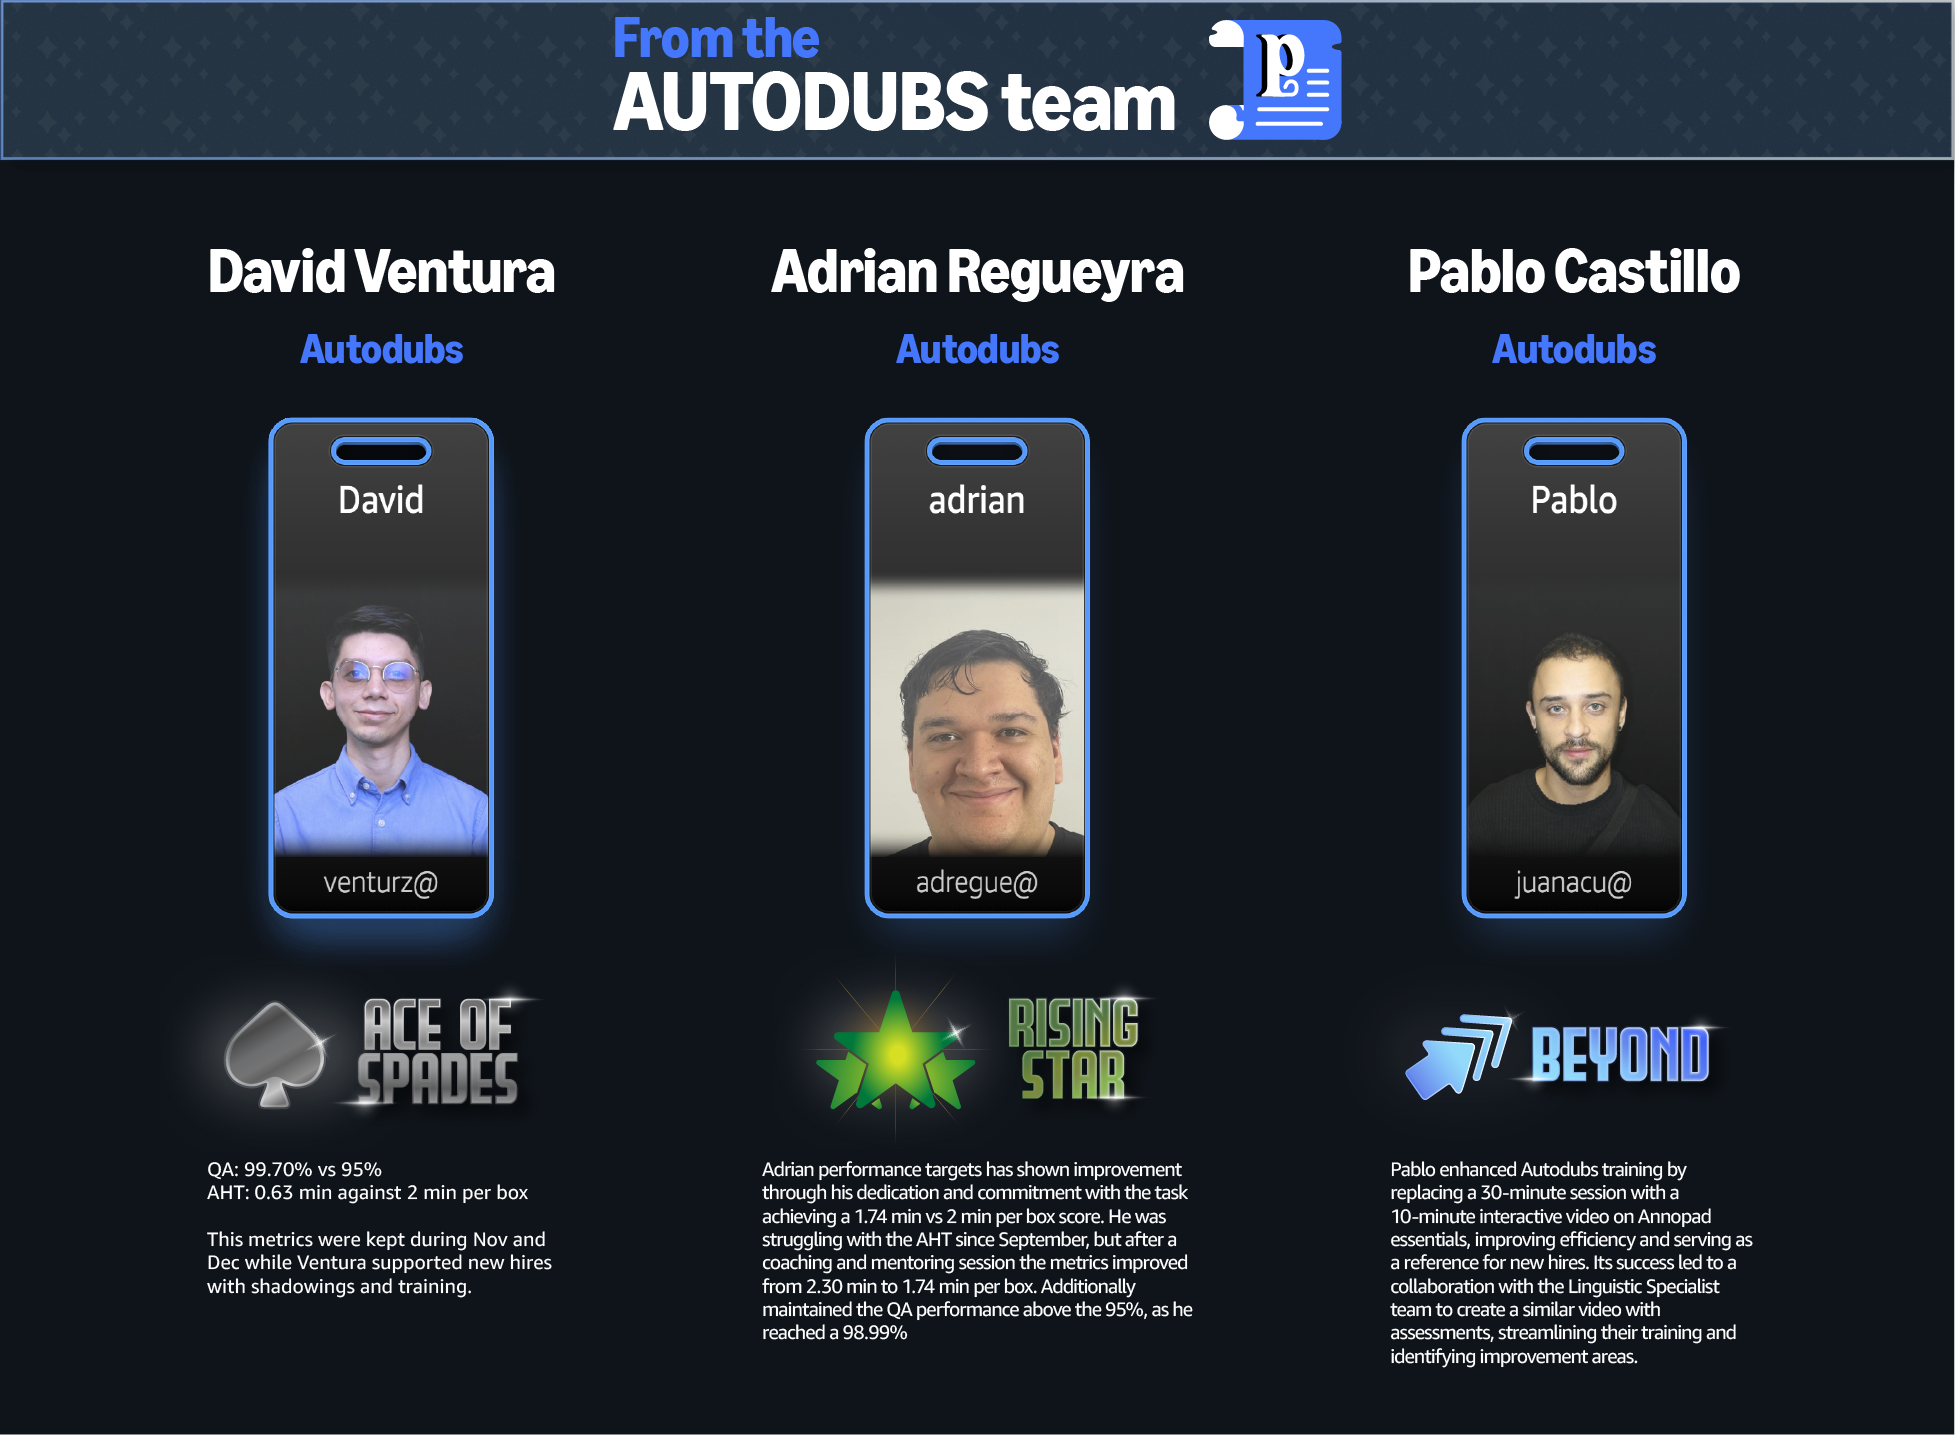 From the
AUTODUBS team
p
David Ventura
Autodubs
David
venturz@
ACE OF
SPADES
QA: 99.70% vs 95%
AHT: 0.63 min against 2 min per box
This metrics were kept during Nov and
Dec while Ventura supported new hires
with shadowings and training.
Adrian Regueyra
Autodubs
adrian
adregue@
RISING
STAR
Adrian performance targets has shown improvement
through his dedication and commitment with the task
achieving a 1.74 min vs 2 min per box score. He was
struggling with the AHT since September, but after a
coaching and mentoring session the metrics improved
from 2.30 min to 1.74 min per box. Additionally
maintained the QA performance above the 95%, as he
reached a 98.99%
Pablo Castillo
Autodubs
Pablo
juanacu@
BEYOND
Pablo enhanced Autodubs training by
replacing a 30-minute session with a
10-minute interactive video on Annopad
essentials, improving efficiency and serving as
a reference for new hires. Its success led to a
collaboration with the Linguistic Specialist
team to create a similar video with
assessments, streamlining their training and
identifying improvement areas.